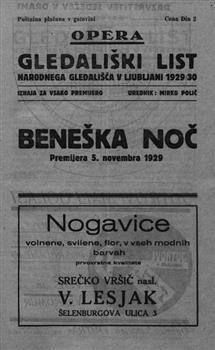 Poštnina plačana v gotovini Cena Din 2
OPERA
GLEDALIŠKI LIST
NARODNEGA GLEDALIŠČA V LJUBLJANI 1929/30
IZHAJA ZA VSAKO PREMIJERO UREDNIK: MIRKO POLIČ
BENEŠKA NOČ
Premijera 5. novembra 1929
Nogavice
volnene, svilene, flor, v vseh modnih
barvah
prvovrstne kvalitete
SREČKO VRŠIČ nasl.
V. LESJAK
ŠELENBURGOVA ULICA 3